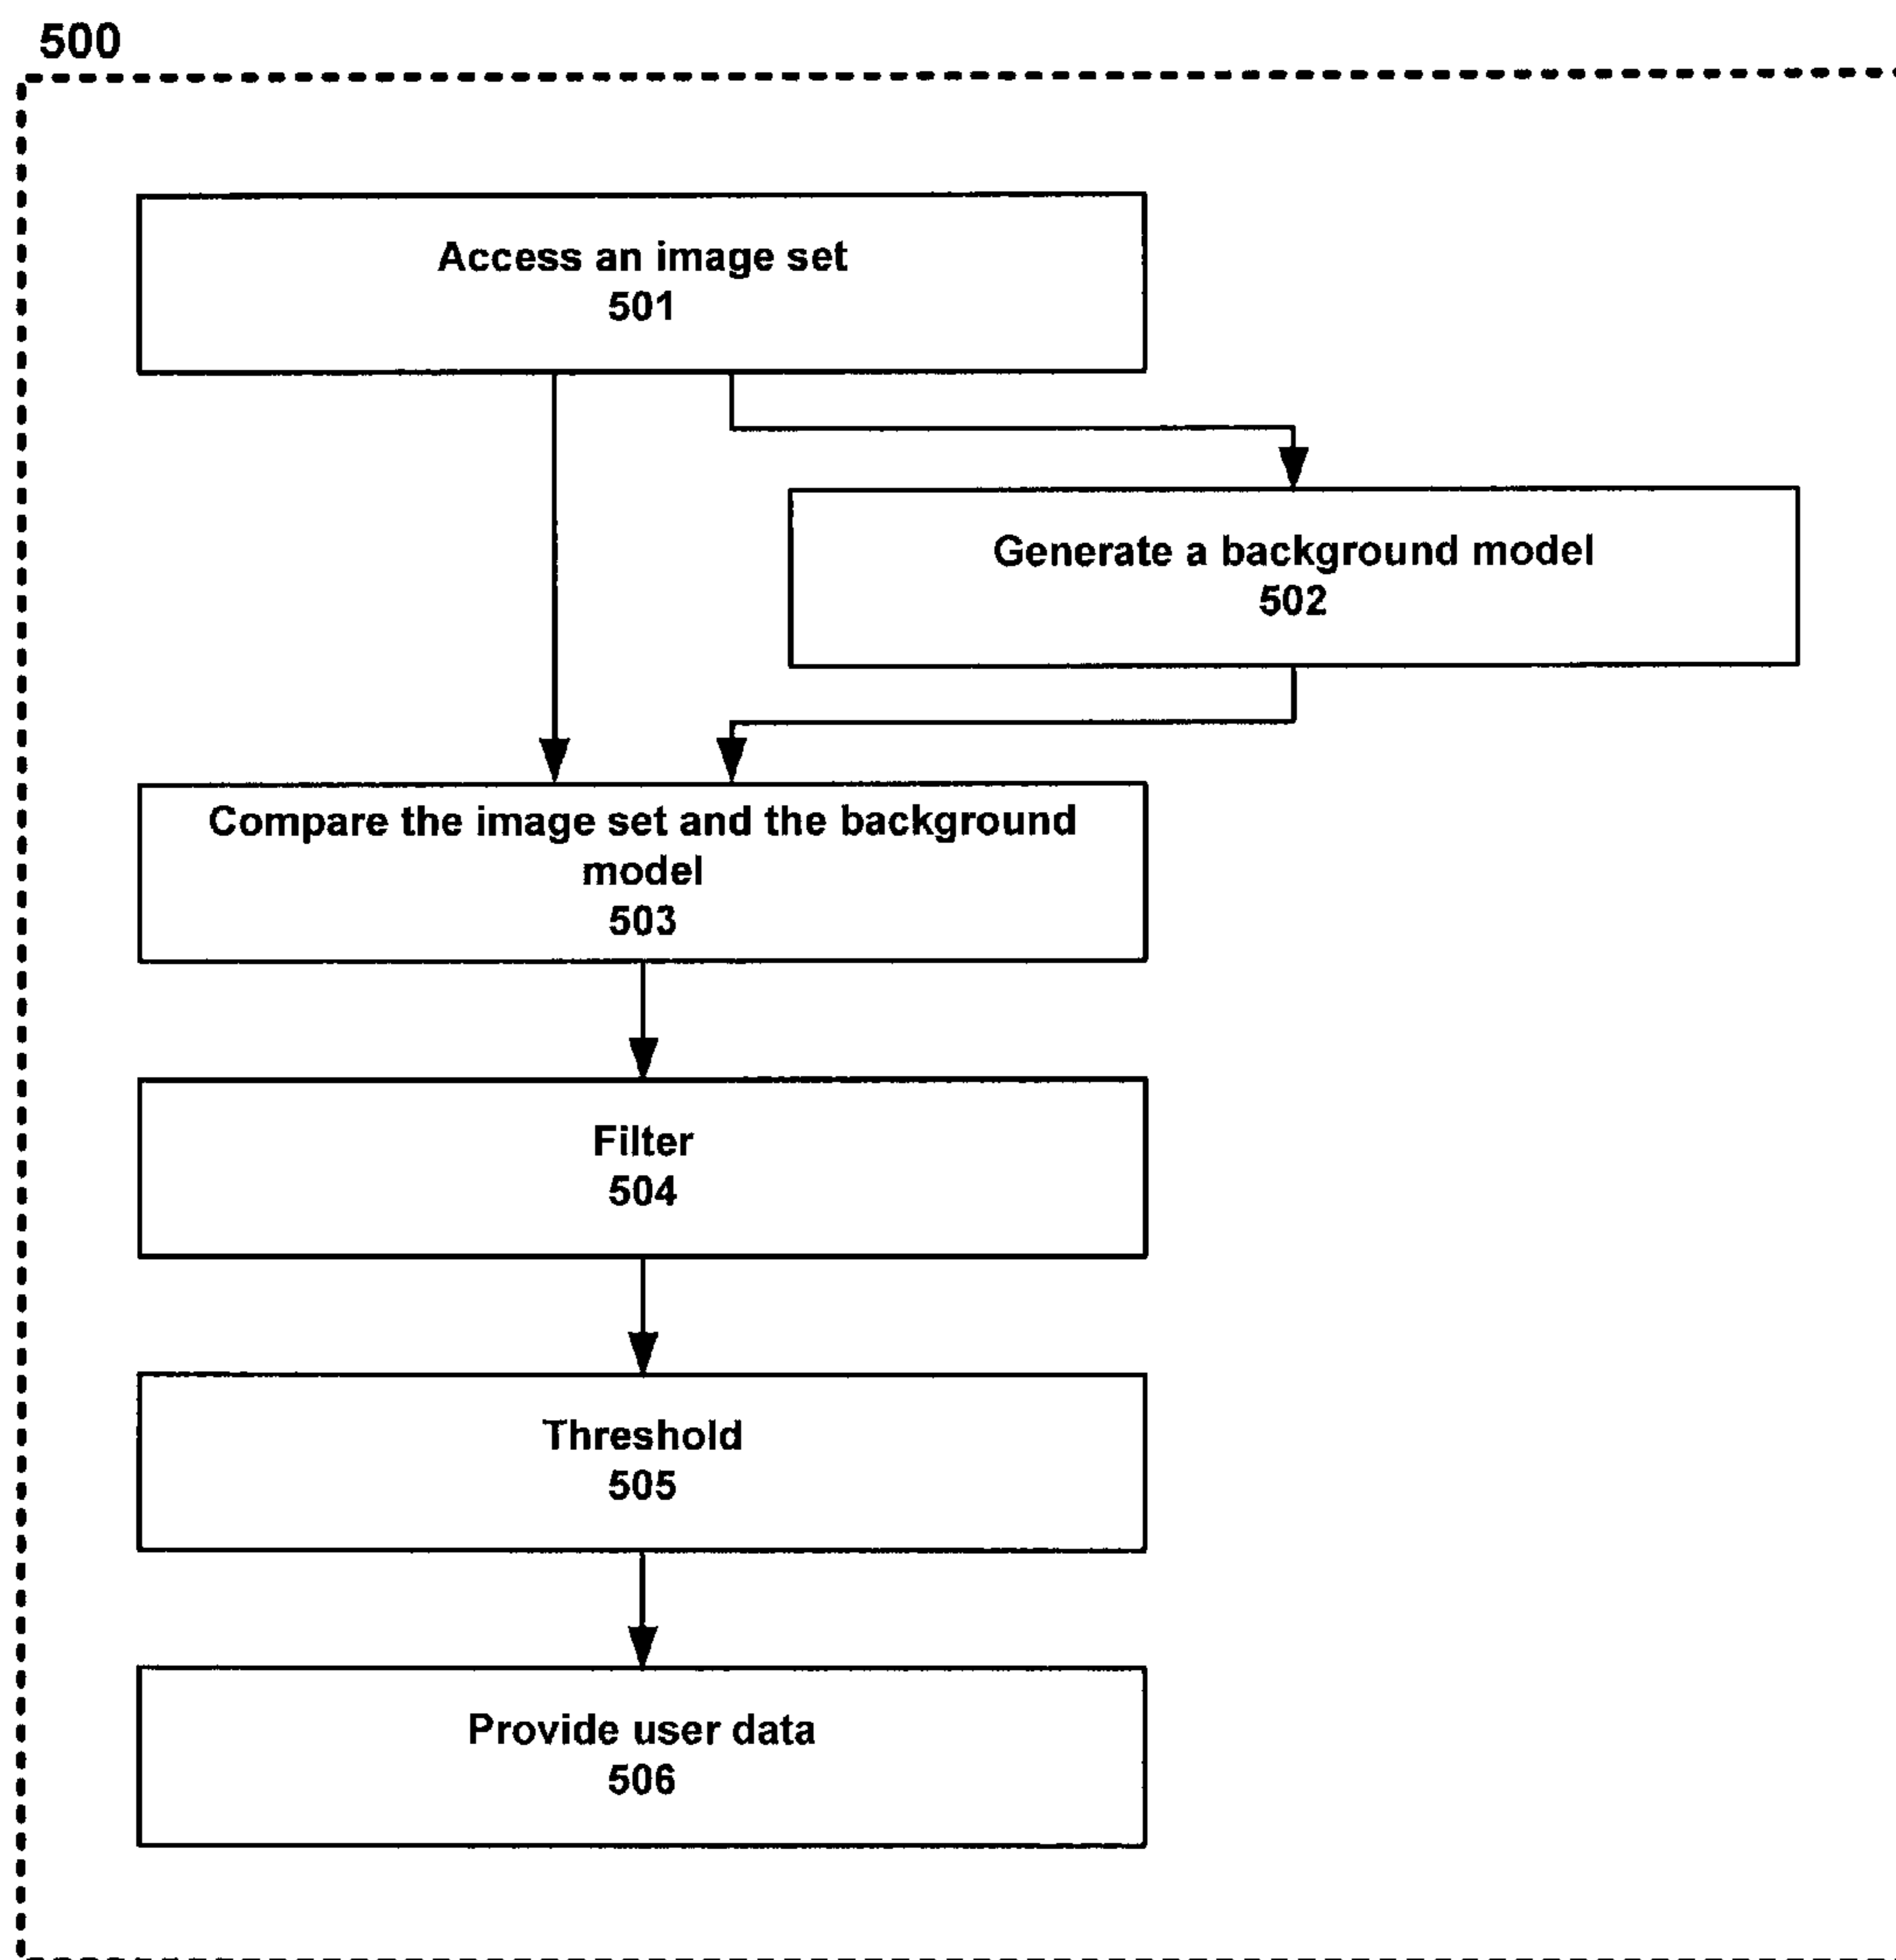 500
Access an image set
501
Generate a background model
502
Compare the image set and the background
model
503
Filter
504
Threshold
505
Provide user data
506